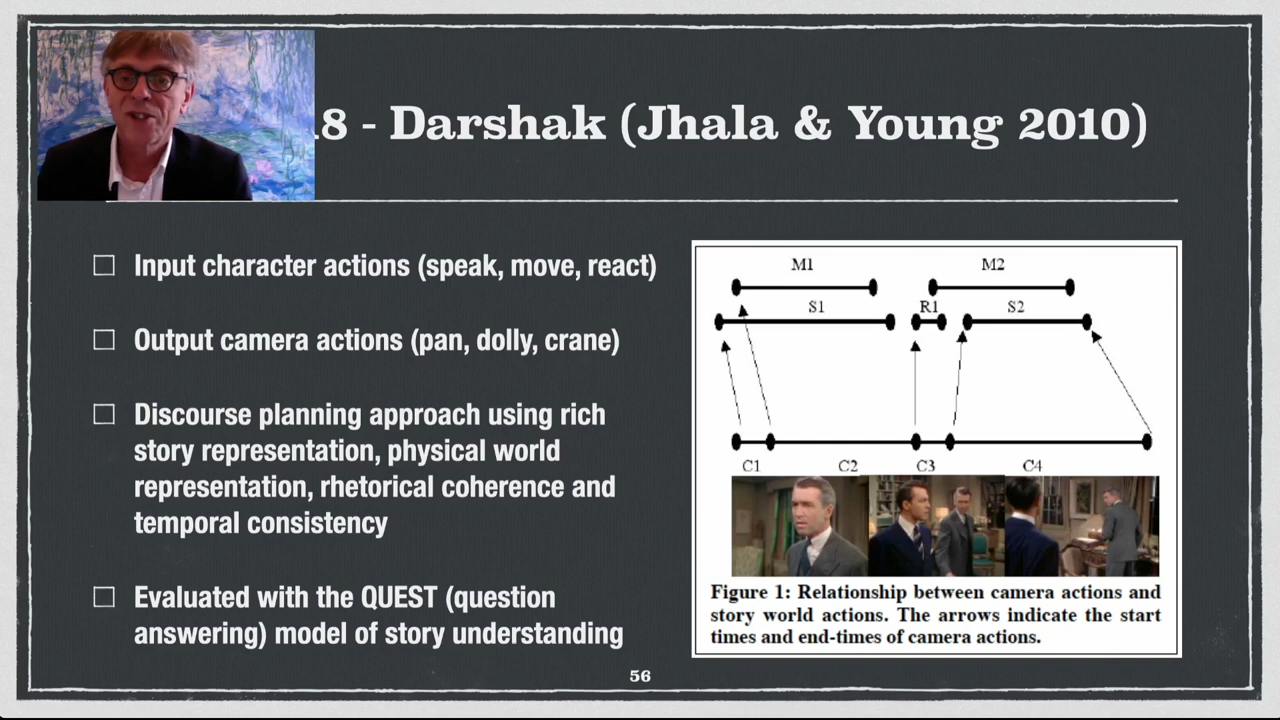 18 - Darshak (Jhala & Young 2010)
Input character actions (speak, move, react)
Output camera actions (pan, dolly, crane)
Discourse planning approach using rich
story representation, physical world
representation, rhetorical coherence and
temporal consistency
Evaluated with the QUEST (question
answering) model of story understanding
M1 M2
S1 R1 S2
C1 C2 C3 C4
Figure 1: Relationship between camera actions and
story world actions. The arrows indicate the start
times and end-times of camera actions.
56